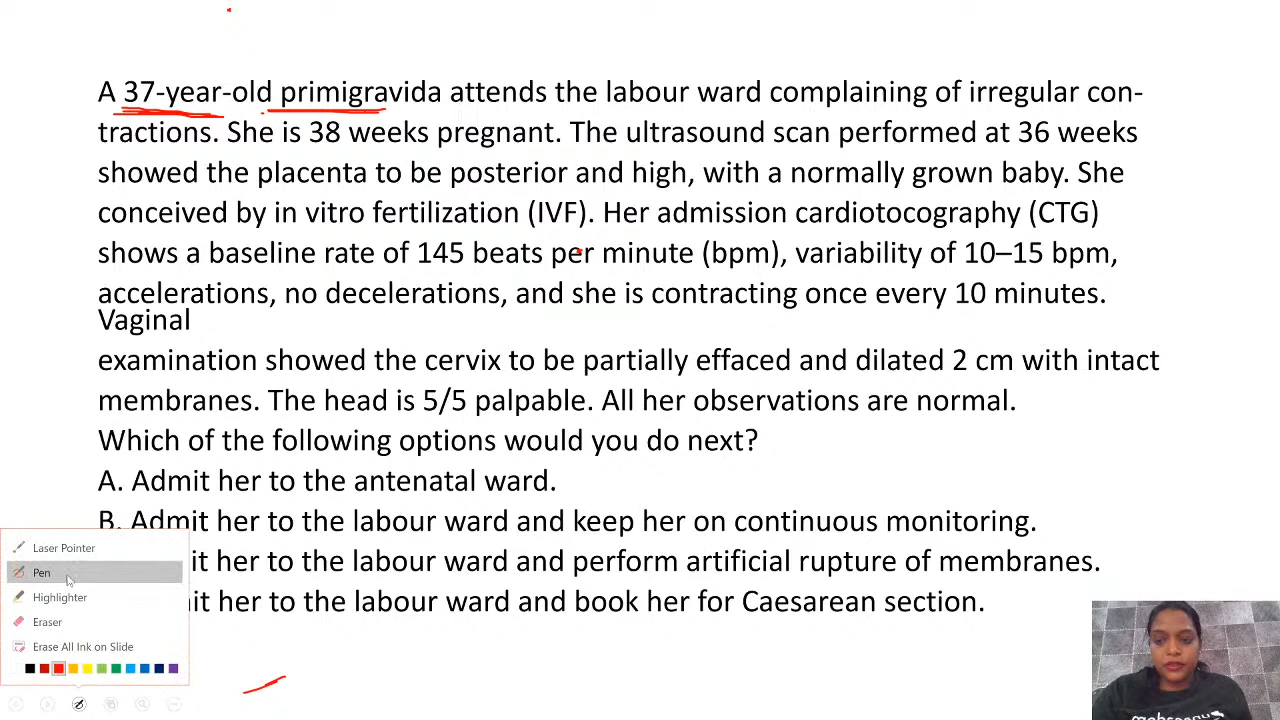 A 37-year-old primigravida attends the labour ward complaining of irregular con-
tractions. She is 38 weeks pregnant. The ultrasound scan performed at 36 weeks
showed the placenta to be posterior and high, with a normally grown baby. She
conceived by in vitro fertilization (IVF). Her admission cardiotocography (CTG)
shows a baseline rate of 145 beats per minute (bpm), variability of 10–15 bpm,
accelerations, no decelerations, and she is contracting once every 10 minutes.
Vaginal
examination showed the cervix to be partially effaced and dilated 2 cm with intact
membranes. The head is 5/5 palpable. All her observations are normal.
Which of the following options would you do next?
A. Admit her to the antenatal ward.
B. Admit her to the labour ward and keep her on continuous monitoring.
her to the labour ward and perform artificial rupture of membranes.
her to the labour ward and book her for Caesarean section.
Laser Pointer
Pen
Highlighter
Eraser
Erase All Ink on Slide